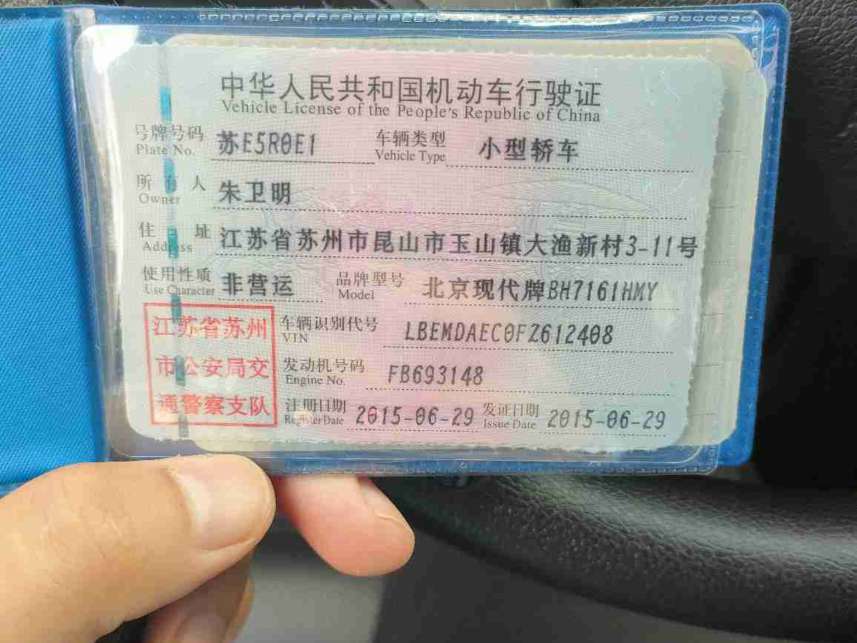 中华人民共和国机动车行驶证
Vehicle License of the People's Republic of China
号牌号码 苏E5R0E1 车辆类型 小型轿车
Plate No. Vehicle Type
所有人 朱卫明
Owner
住址 江苏省苏州市昆山市玉山镇大渔新村3-11号
Address
使用性质 非营运 品牌型号 北京现代牌BH7161HMY
Use Character Model
江苏省苏州 车辆识别代号 LBEMDAEC0FZ612408
VIN
市公安局交 发动机号码 FB693148
Engine No.
通警察支队 注册日期 2015-06-29 发证日期 2015-06-29
Register Date Issue Date